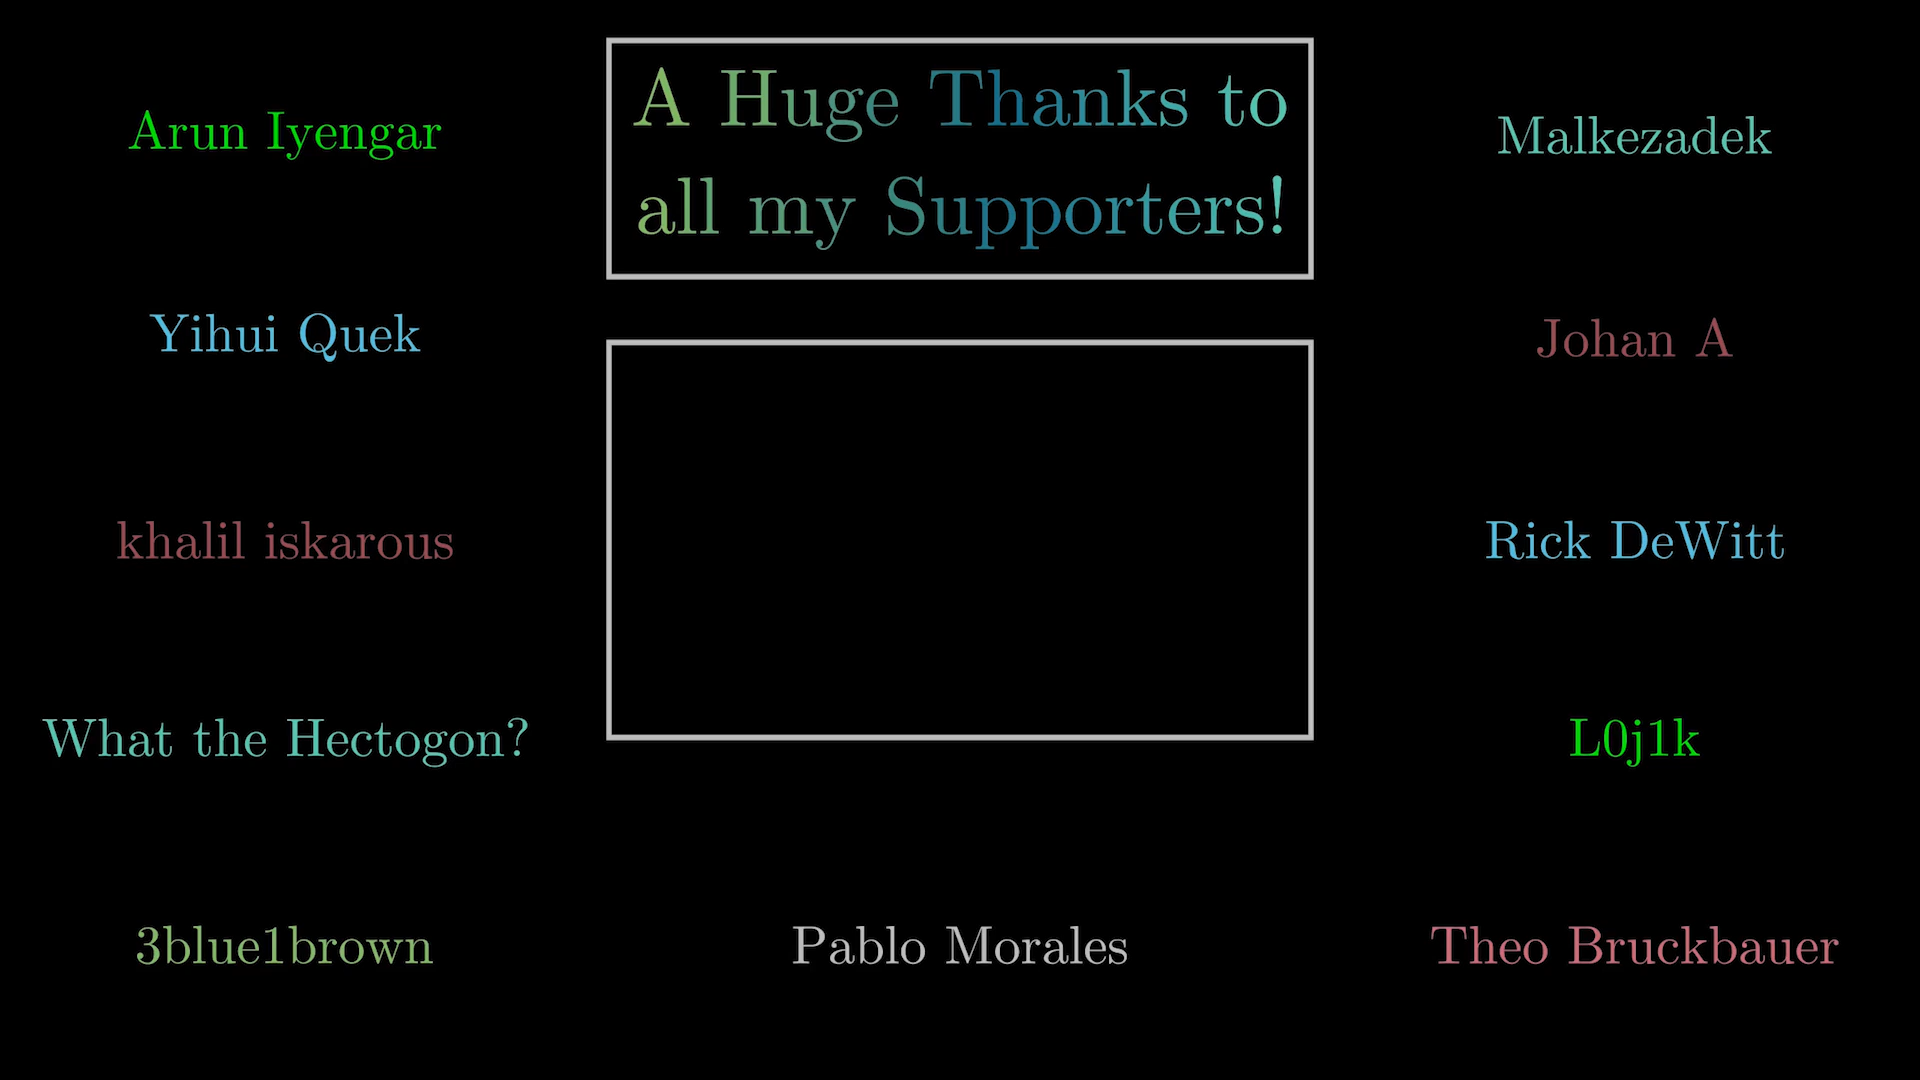 A Huge Thanks to
all my Supporters!
Arun Iyengar
Malkezadek
Yihui Quek
Johan A
khalil iskarous
Rick DeWitt
What the Hectogon?
L0j1k
3blue1brown
Pablo Morales
Theo Bruckbauer